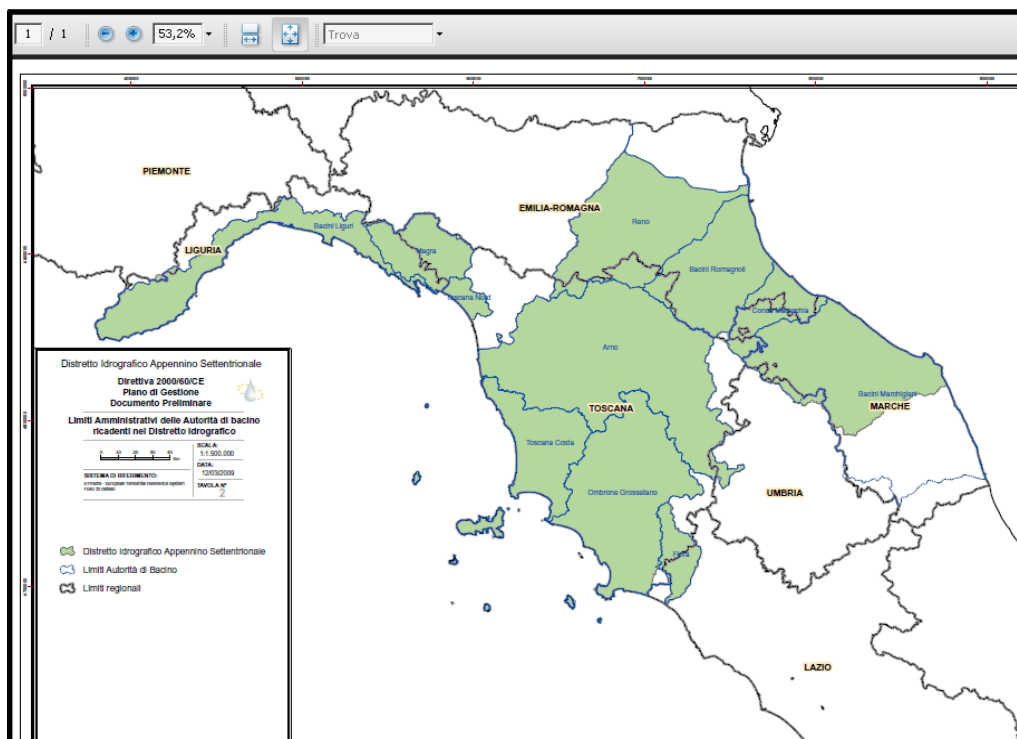 1 / 1
53,2%
Trova
PIEMONTE
EMILIA-ROMAGNA
LIGURIA
Bacini Liguri
Magra
Toscana Nord
Reno
Bacini Romagnoli
Bacini Marchigiani
MARCHE
Arno
TOSCANA
Toscana Costa
Ombrone Grossetano
UMBRIA
Fiora
LAZIO
Distretto Idrografico Appennino Settentrionale
Direttiva 2000/60/CE
Plano di Gestione
Documento Preliminare
Limiti Amministrativi delle Autorità di bacino
ricadenti nel Distretto Idrografico
SCALA:
1:1.500.000
DATA:
12/03/2009
SISTEMA DI RIFERIMENTO:
TAVOLA N°
2
Distretto Idrografico Appennino Settentrionale
Limiti Autorità di Bacino
Limiti regionali